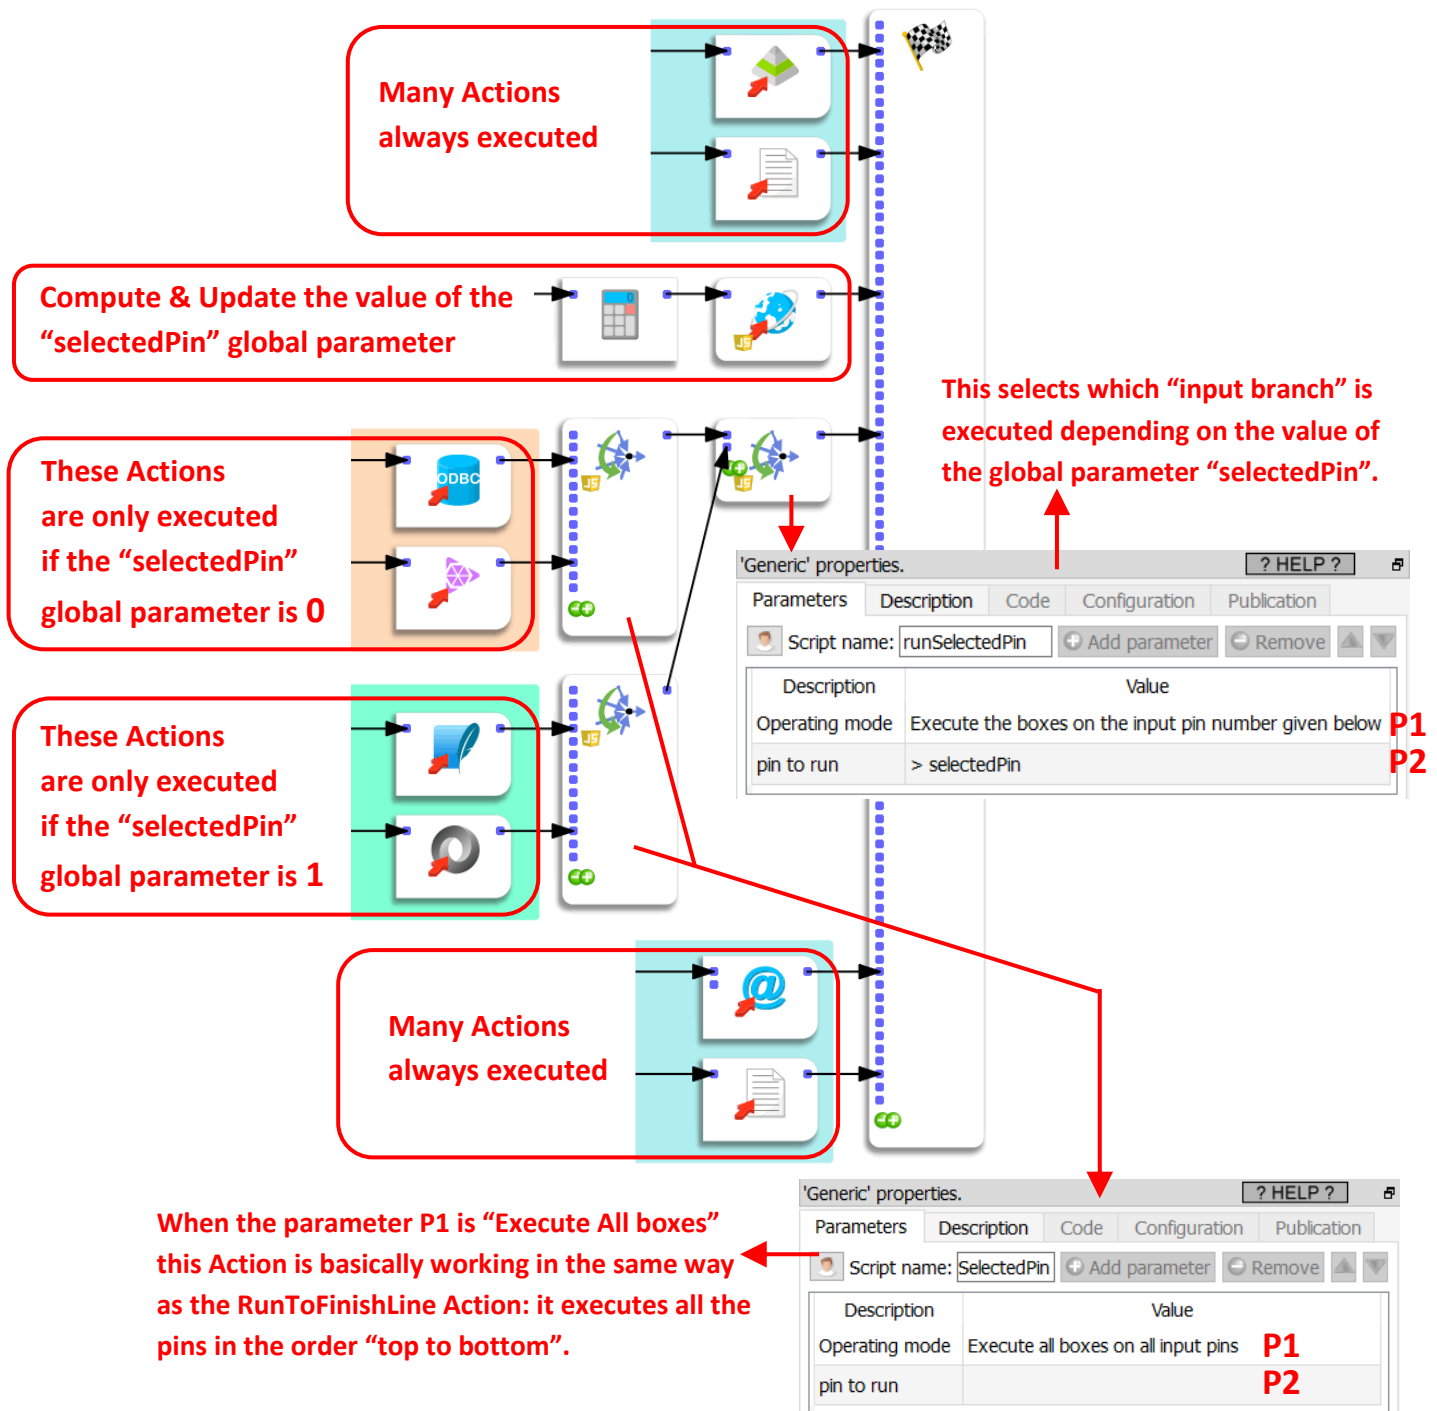 Many Actions
always executed
Compute & Update the value of the
“selectedPin” global parameter
0
JS
This selects which “input branch” is
executed depending on the value of
the global parameter “selectedPin”.
These Actions
are only executed
if the “selectedPin”
global parameter is 0
ODBC
JS
JS
'Generic' properties.
? HELP ?
Parameters Description Code Configuration Publication
Script name: runSelectedPin Add parameter Remove
Description Value
Operating mode Execute the boxes on the input pin number given below P1
pin to run > selectedPin P2
These Actions
are only executed
if the “selectedPin”
global parameter is 1
JS
Many Actions
always executed
@
When the parameter P1 is “Execute All boxes”
this Action is basically working in the same way
as the RunToFinishLine Action: it executes all the
pins in the order “top to bottom”.
'Generic' properties.
? HELP ?
Parameters Description Code Configuration Publication
Script name: SelectedPin Add parameter Remove
Description Value
Operating mode Execute all boxes on all input pins P1
pin to run P2